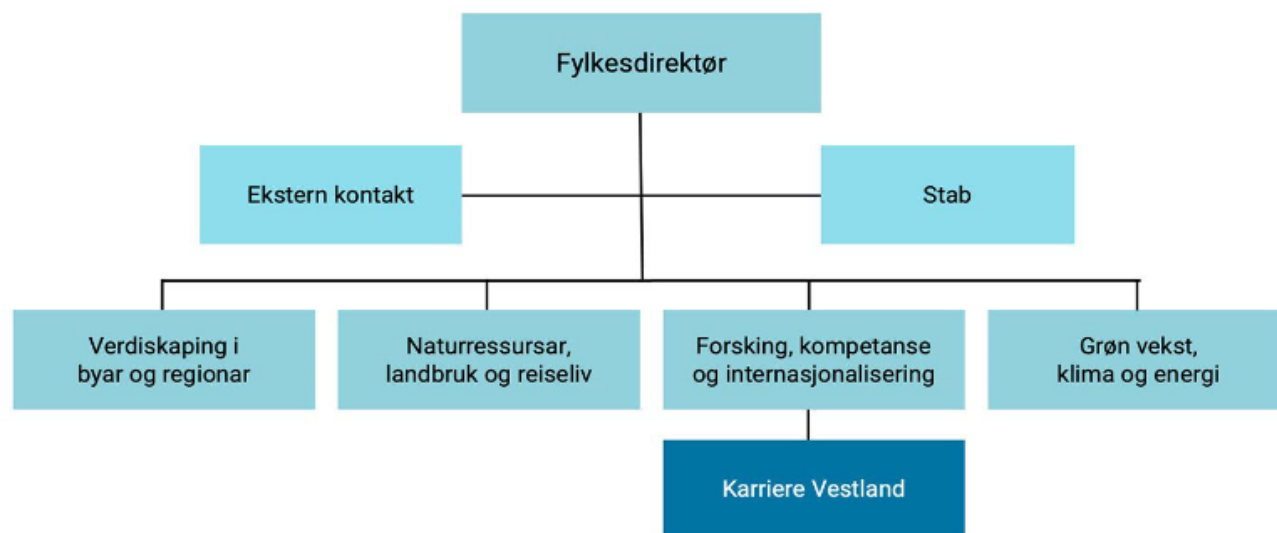 Fylkesdirektør
Ekstern kontakt
Stab
Verdiskaping i
byar og regionar
Naturressursar,
landbruk og reiseliv
Forsking, kompetanse
og internasjonalisering
Grøn vekst,
klima og energi
Karriere Vestland